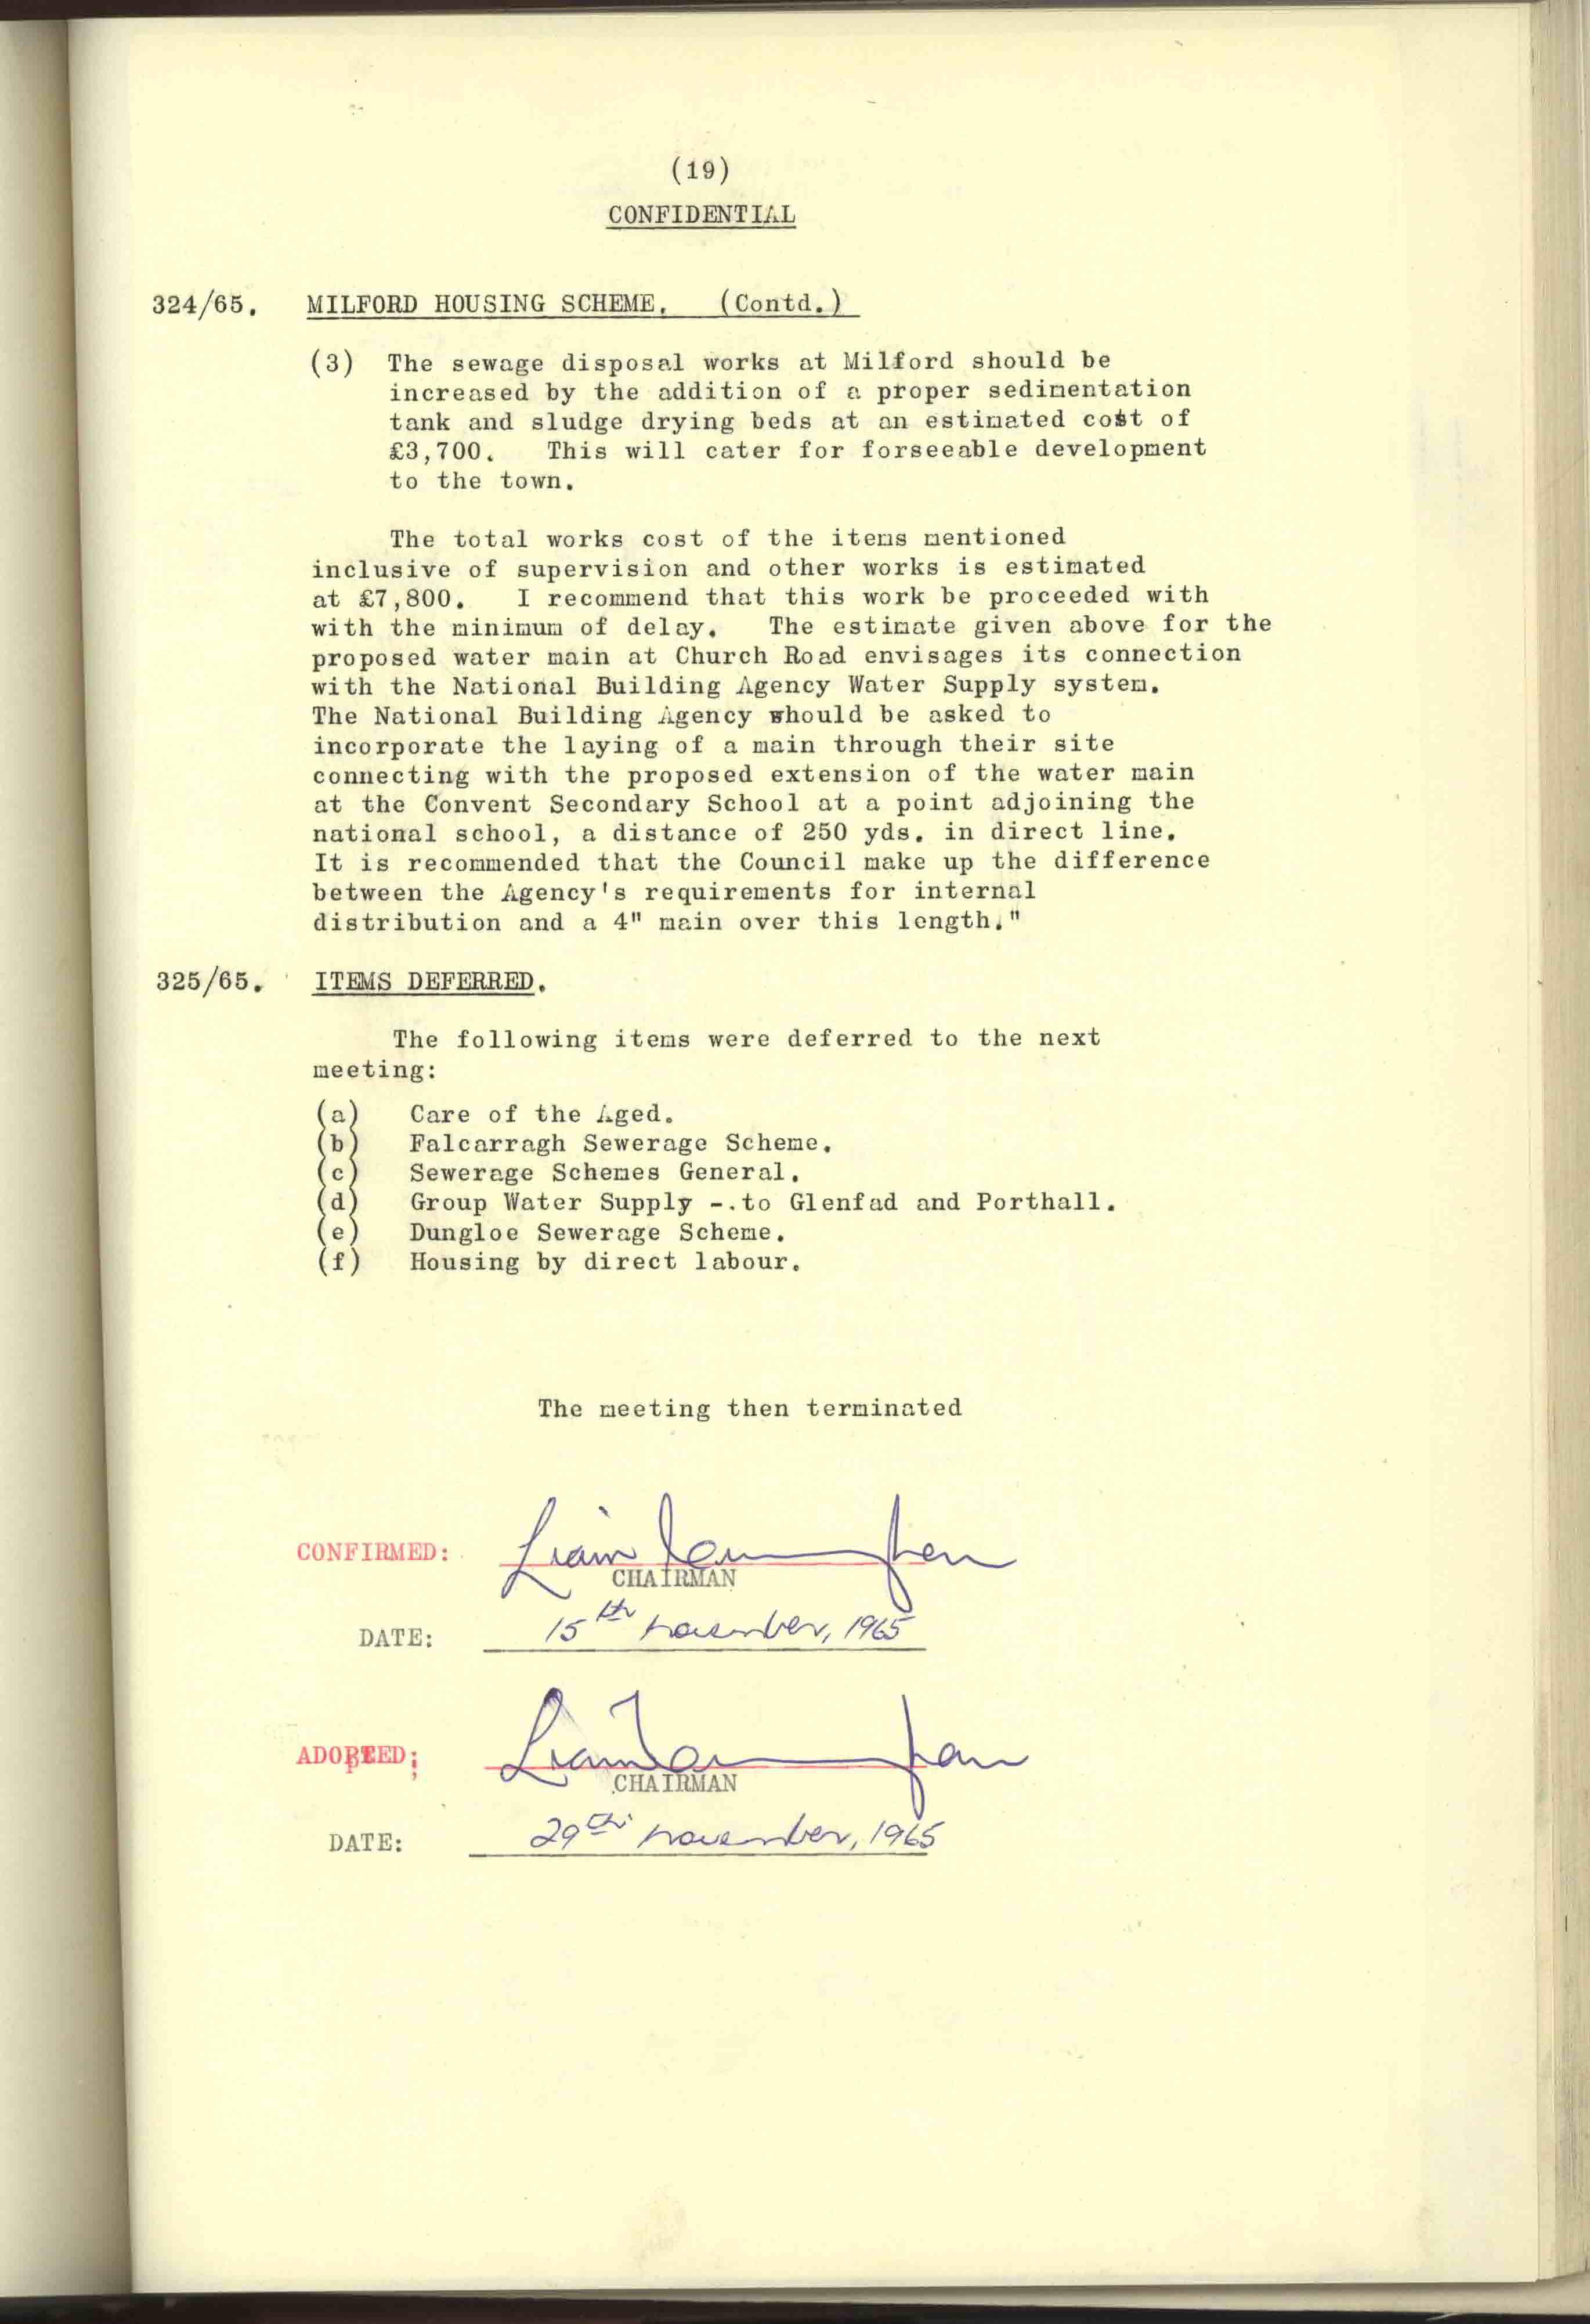 (19)
CONFIDENTIAL
324/65. MILFORD HOUSING SCHEME. (Contd.)
(3) The sewage disposal works at Milford should be
increased by the addition of a proper sedimentation
tank and sludge drying beds at an estimated cost of
£3,700. This will cater for forseeable development
to the town.
The total works cost of the items mentioned
inclusive of supervision and other works is estimated
at £7,800. I recommend that this work be proceeded with
with the minimum of delay. The estimate given above for the
proposed water main at Church Road envisages its connection
with the National Building Agency Water Supply system.
The National Building Agency should be asked to
incorporate the laying of a main through their site
connecting with the proposed extension of the water main
at the Convent Secondary School at a point adjoining the
national school, a distance of 250 yds. in direct line.
It is recommended that the Council make up the difference
between the Agency's requirements for internal
distribution and a 4" main over this length."
325/65. ITEMS DEFERRED.
The following items were deferred to the next
meeting:
(a) Care of the Aged.
(b) Falcarragh Sewerage Scheme.
(c) Sewerage Schemes General.
(d) Group Water Supply -.to Glenfad and Porthall.
(e) Dungloe Sewerage Scheme.
(f) Housing by direct labour.
The meeting then terminated
CONFIRMED: Liam
CHAIRMAN
DATE: 15th November, 1965
ADOPTED: Liam
CHAIRMAN
DATE: 29th November, 1965